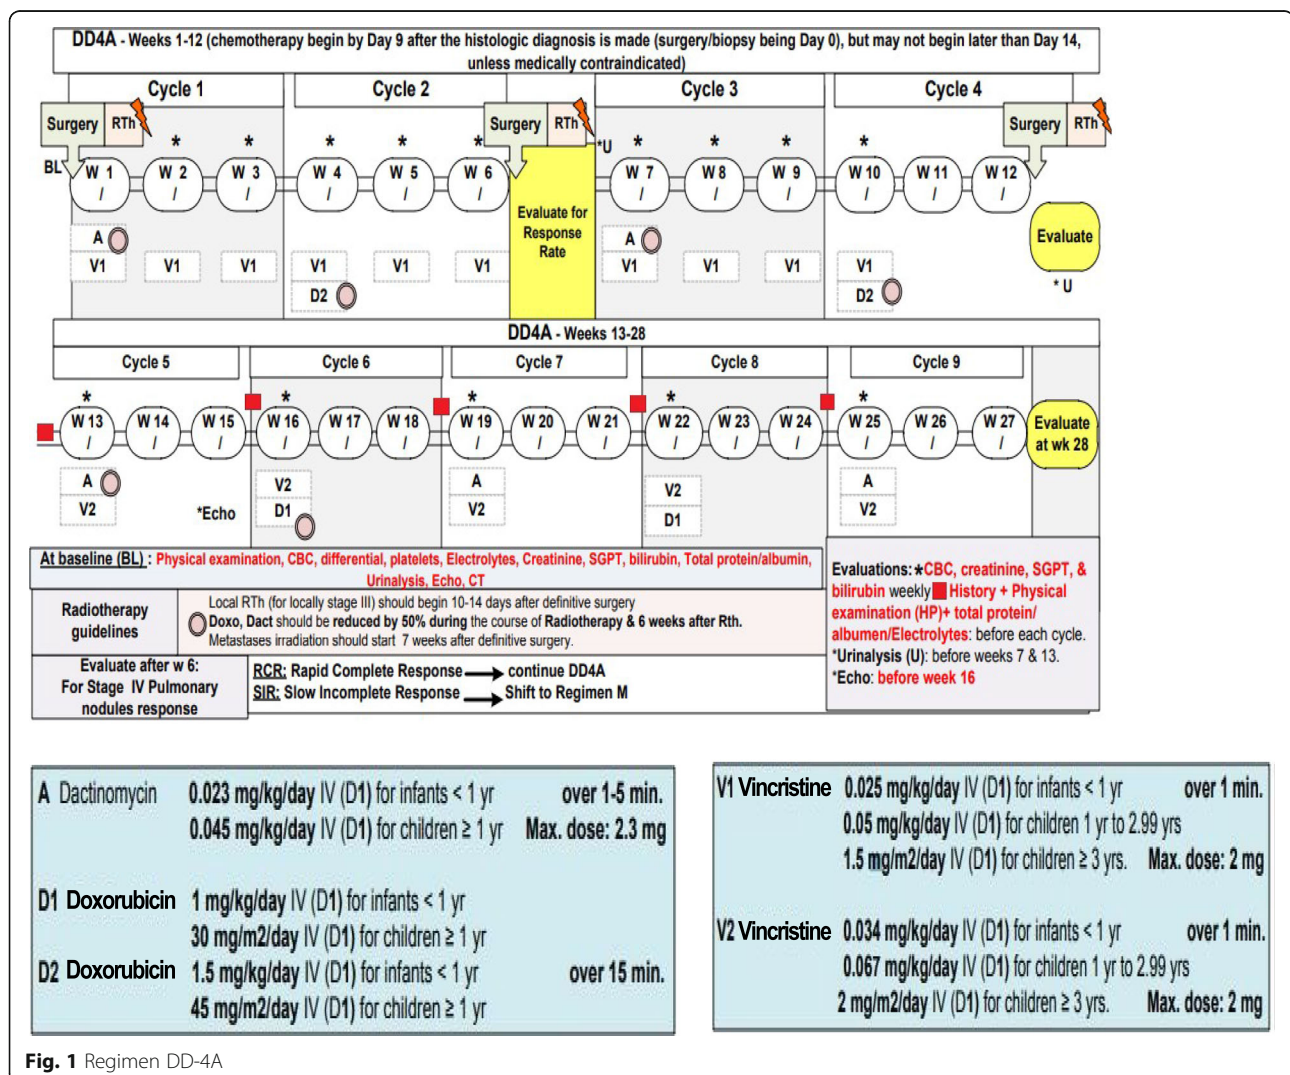 DD4A - Weeks 1-12 (chemotherapy begin by Day 9 after the histologic diagnosis is made (surgery/biopsy being Day 0), but may not begin later than Day 14,
unless medically contraindicated)
Cycle 1 Cycle 2 Cycle 3 Cycle 4
Surgery RTh Surgery RTh Surgery RTh
* * * * * *U * * * *
BL W 1 W 2 W 3 W 4 W 5 W 6 W 7 W 8 W 9 W 10 W 11 W 12
/ / / / / / / / / / / /
Evaluate for
Response
Rate
Evaluate
* U
A A
V1 V1 V1 V1 V1 V1 V1 V1 V1 V1
D2 D2
DD4A - Weeks 13-28
Cycle 5 Cycle 6 Cycle 7 Cycle 8 Cycle 9
* * * * *
W 13 W 14 W 15 W 16 W 17 W 18 W 19 W 20 W 21 W 22 W 23 W 24 W 25 W 26 W 27
/ / / / / / / / / / / / / / /
Evaluate
at wk 28
A V2 A V2 A
V2 *Echo D1 V2 D1 V2
At baseline (BL) : Physical examination, CBC, differential, platelets, Electrolytes, Creatinine, SGPT, bilirubin, Total protein/albumin,
Urinalysis, Echo, CT
Radiotherapy
guidelines
Local RTh (for locally stage III) should begin 10-14 days after definitive surgery
Doxo, Dact should be reduced by 50% during the course of Radiotherapy & 6 weeks after Rth.
Metastases irradiation should start 7 weeks after definitive surgery.
Evaluate after w 6:
For Stage IV Pulmonary
nodules response
RCR: Rapid Complete Response continue DD4A
SIR: Slow Incomplete Response Shift to Regimen M
Evaluations: *CBC, creatinine, SGPT, &
bilirubin weekly History + Physical
examination (HP)+ total protein/
albumen/Electrolytes: before each cycle.
*Urinalysis (U): before weeks 7 & 13.
*Echo: before week 16
A Dactinomycin 0.023 mg/kg/day IV (D1) for infants < 1 yr over 1-5 min.
0.045 mg/kg/day IV (D1) for children ≥ 1 yr Max. dose: 2.3 mg
D1 Doxorubicin 1 mg/kg/day IV (D1) for infants < 1 yr
30 mg/m2/day IV (D1) for children ≥ 1 yr
D2 Doxorubicin 1.5 mg/kg/day IV (D1) for infants < 1 yr over 15 min.
45 mg/m2/day IV (D1) for children ≥ 1 yr
V1 Vincristine 0.025 mg/kg/day IV (D1) for infants < 1 yr over 1 min.
0.05 mg/kg/day IV (D1) for children 1 yr to 2.99 yrs
1.5 mg/m2/day IV (D1) for children ≥ 3 yrs. Max. dose: 2 mg
V2 Vincristine 0.034 mg/kg/day IV (D1) for infants < 1 yr over 1 min.
0.067 mg/kg/day IV (D1) for children 1 yr to 2.99 yrs
2 mg/m2/day IV (D1) for children ≥ 3 yrs. Max. dose: 2 mg
Fig. 1 Regimen DD-4A